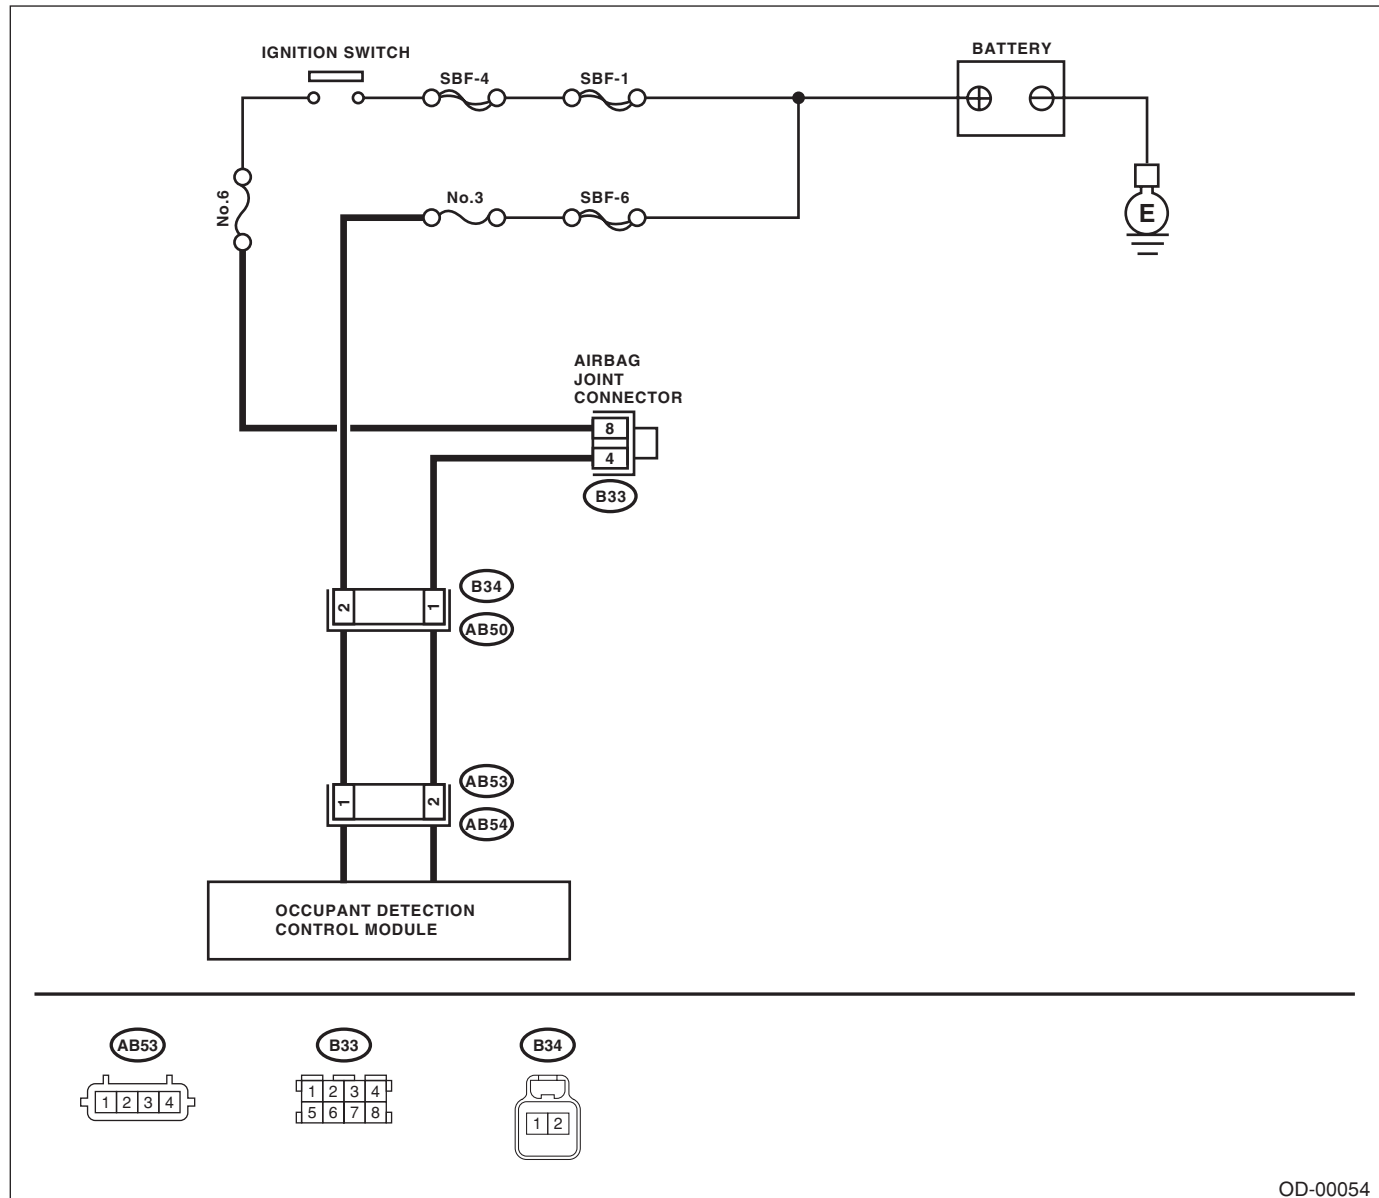 IGNITION SWITCH
BATTERY
SBF-4
SBF-1
No.6
No.3
SBF-6
E
AIRBAG
JOINT
CONNECTOR
8
4
B33
2
1
B34
AB50
1
2
AB53
AB54
OCCUPANT DETECTION
CONTROL MODULE
AB53
1 2 3 4
B33
1 2 3 4
5 6 7 8
B34
1 2
OD-00054